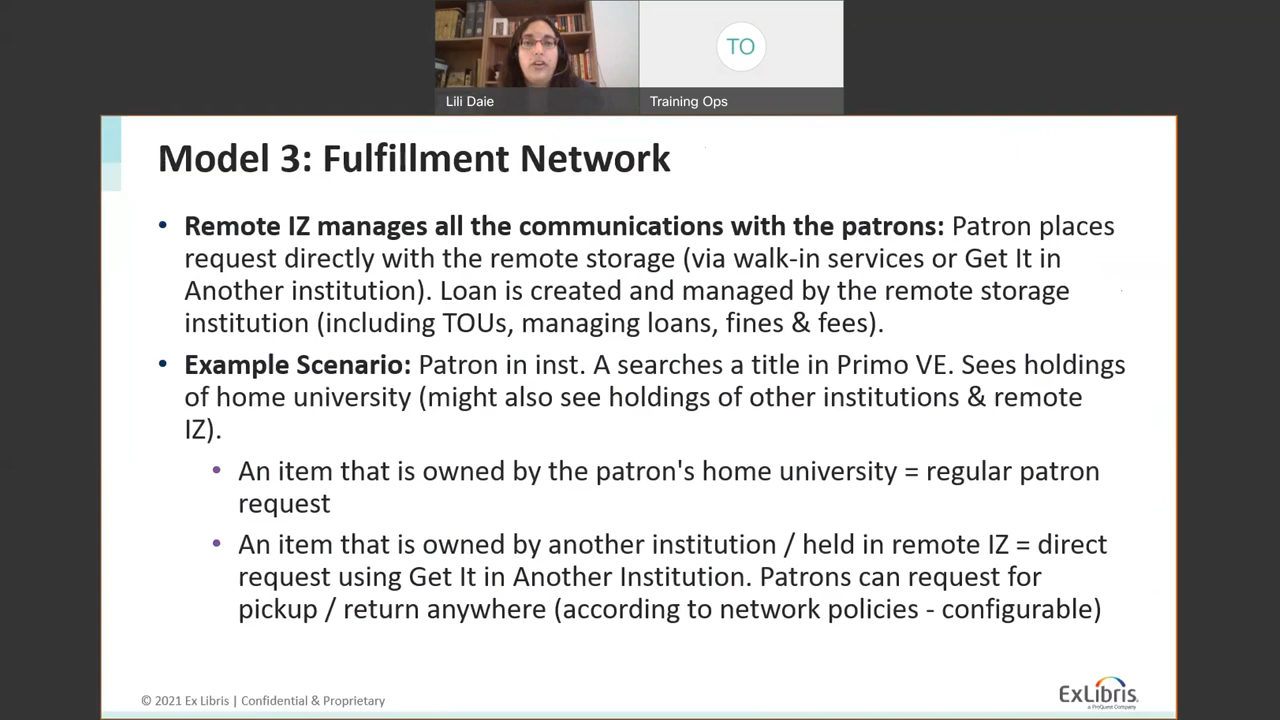 TO
Lili Daie
Training Ops
Model 3: Fulfillment Network
• Remote IZ manages all the communications with the patrons: Patron places
request directly with the remote storage (via walk-in services or Get It in
Another institution). Loan is created and managed by the remote storage
institution (including TOUs, managing loans, fines & fees).
• Example Scenario: Patron in inst. A searches a title in Primo VE. Sees holdings
of home university (might also see holdings of other institutions & remote
IZ).
• An item that is owned by the patron's home university = regular patron
request
• An item that is owned by another institution / held in remote IZ = direct
request using Get It in Another Institution. Patrons can request for
pickup / return anywhere (according to network policies - configurable)
© 2021 Ex Libris | Confidential & Proprietary
ExLibris
a ProQuest Company